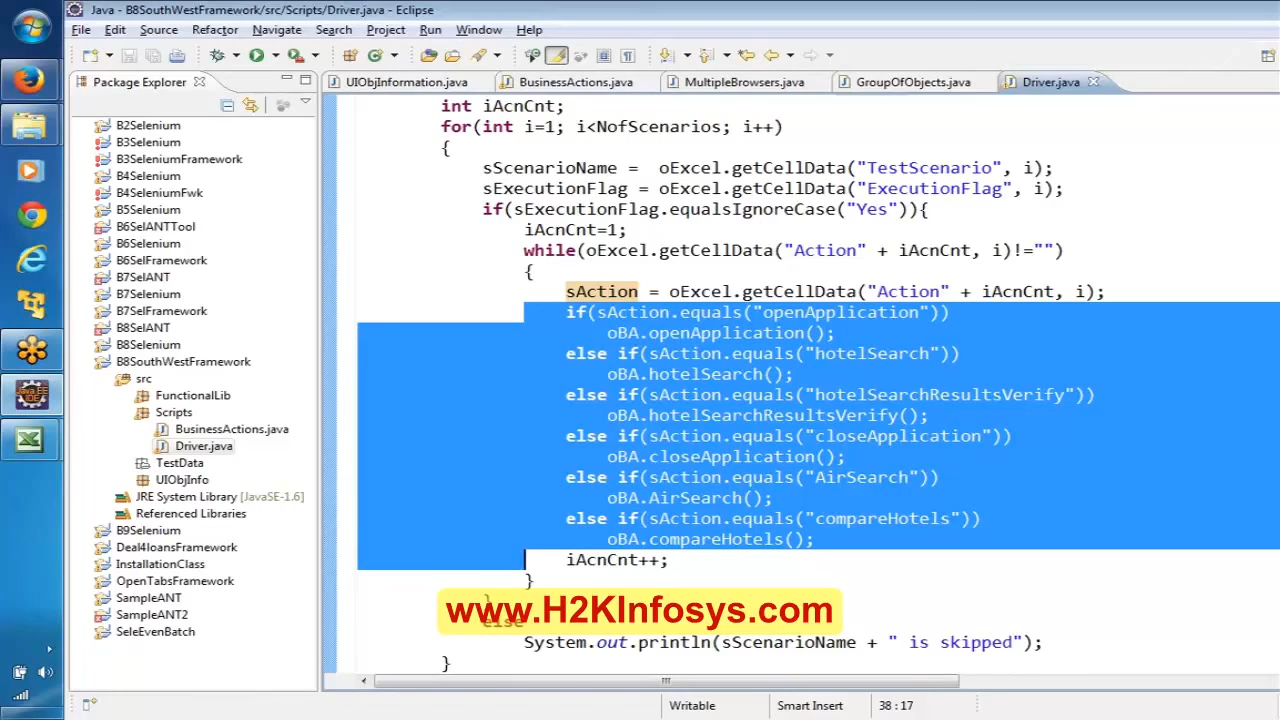 Java - B8SouthWestFramework/src/Scripts/Driver.java - Eclipse
File Edit Source Refactor Navigate Search Project Run Window Help
Package Explorer
UIObjInformation.java BusinessActions.java MultipleBrowsers.java GroupOfObjects.java Driver.java
B2Selenium
B3Selenium
B3SeleniumFramework
B4Selenium
B4SeleniumFwk
B5Selenium
B6SelANTTool
B6Selenium
B6SelFramework
B7SelANT
B7Selenium
B7SelFramework
B8SelANT
B8Selenium
B8SouthWestFramework
src
FunctionalLib
Scripts
BusinessActions.java
Driver.java
TestData
UIObjInfo
JRE System Library [JavaSE-1.6]
Referenced Libraries
B9Selenium
Deal4loansFramework
InstallationClass
OpenTabsFramework
SampleANT
SampleANT2
SeleEvenBatch
int iAcnCnt;
for(int i=1; i<NofScenarios; i++)
{
sScenarioName = oExcel.getCellData("TestScenario", i);
sExecutionFlag = oExcel.getCellData("ExecutionFlag", i);
if(sExecutionFlag.equalsIgnoreCase("Yes")){
iAcnCnt=1;
while(oExcel.getCellData("Action" + iAcnCnt, i)!="")
{
sAction = oExcel.getCellData("Action" + iAcnCnt, i);
if(sAction.equals("openApplication"))
oBA.openApplication();
else if(sAction.equals("hotelSearch"))
oBA.hotelSearch();
else if(sAction.equals("hotelSearchResultsVerify"))
oBA.hotelSearchResultsVerify();
else if(sAction.equals("closeApplication"))
oBA.closeApplication();
else if(sAction.equals("AirSearch"))
oBA.AirSearch();
else if(sAction.equals("compareHotels"))
oBA.compareHotels();
iAcnCnt++;
}
}
www.H2KInfosys.com
else
System.out.println(sScenarioName + " is skipped");
}
Writable Smart Insert 38 : 17